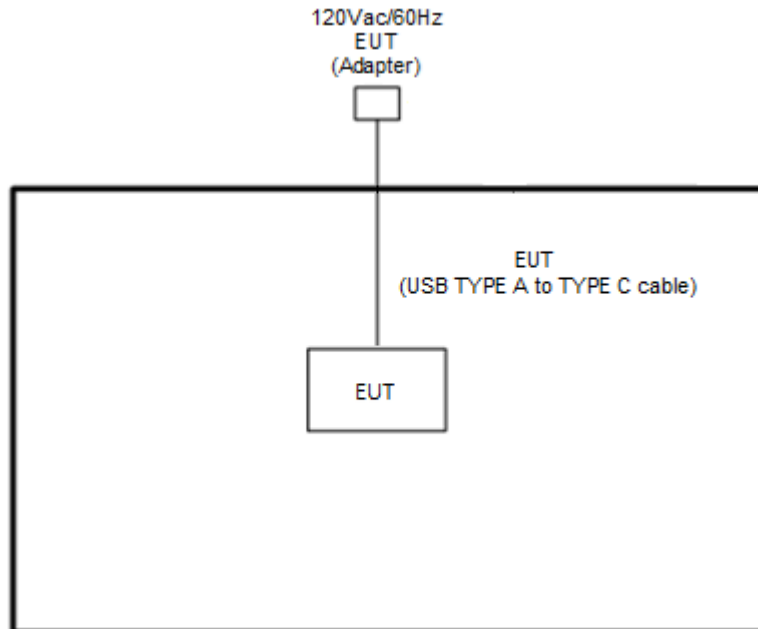 120Vac/60Hz
EUT
(Adapter)
EUT
(USB TYPE A to TYPE C cable)
EUT